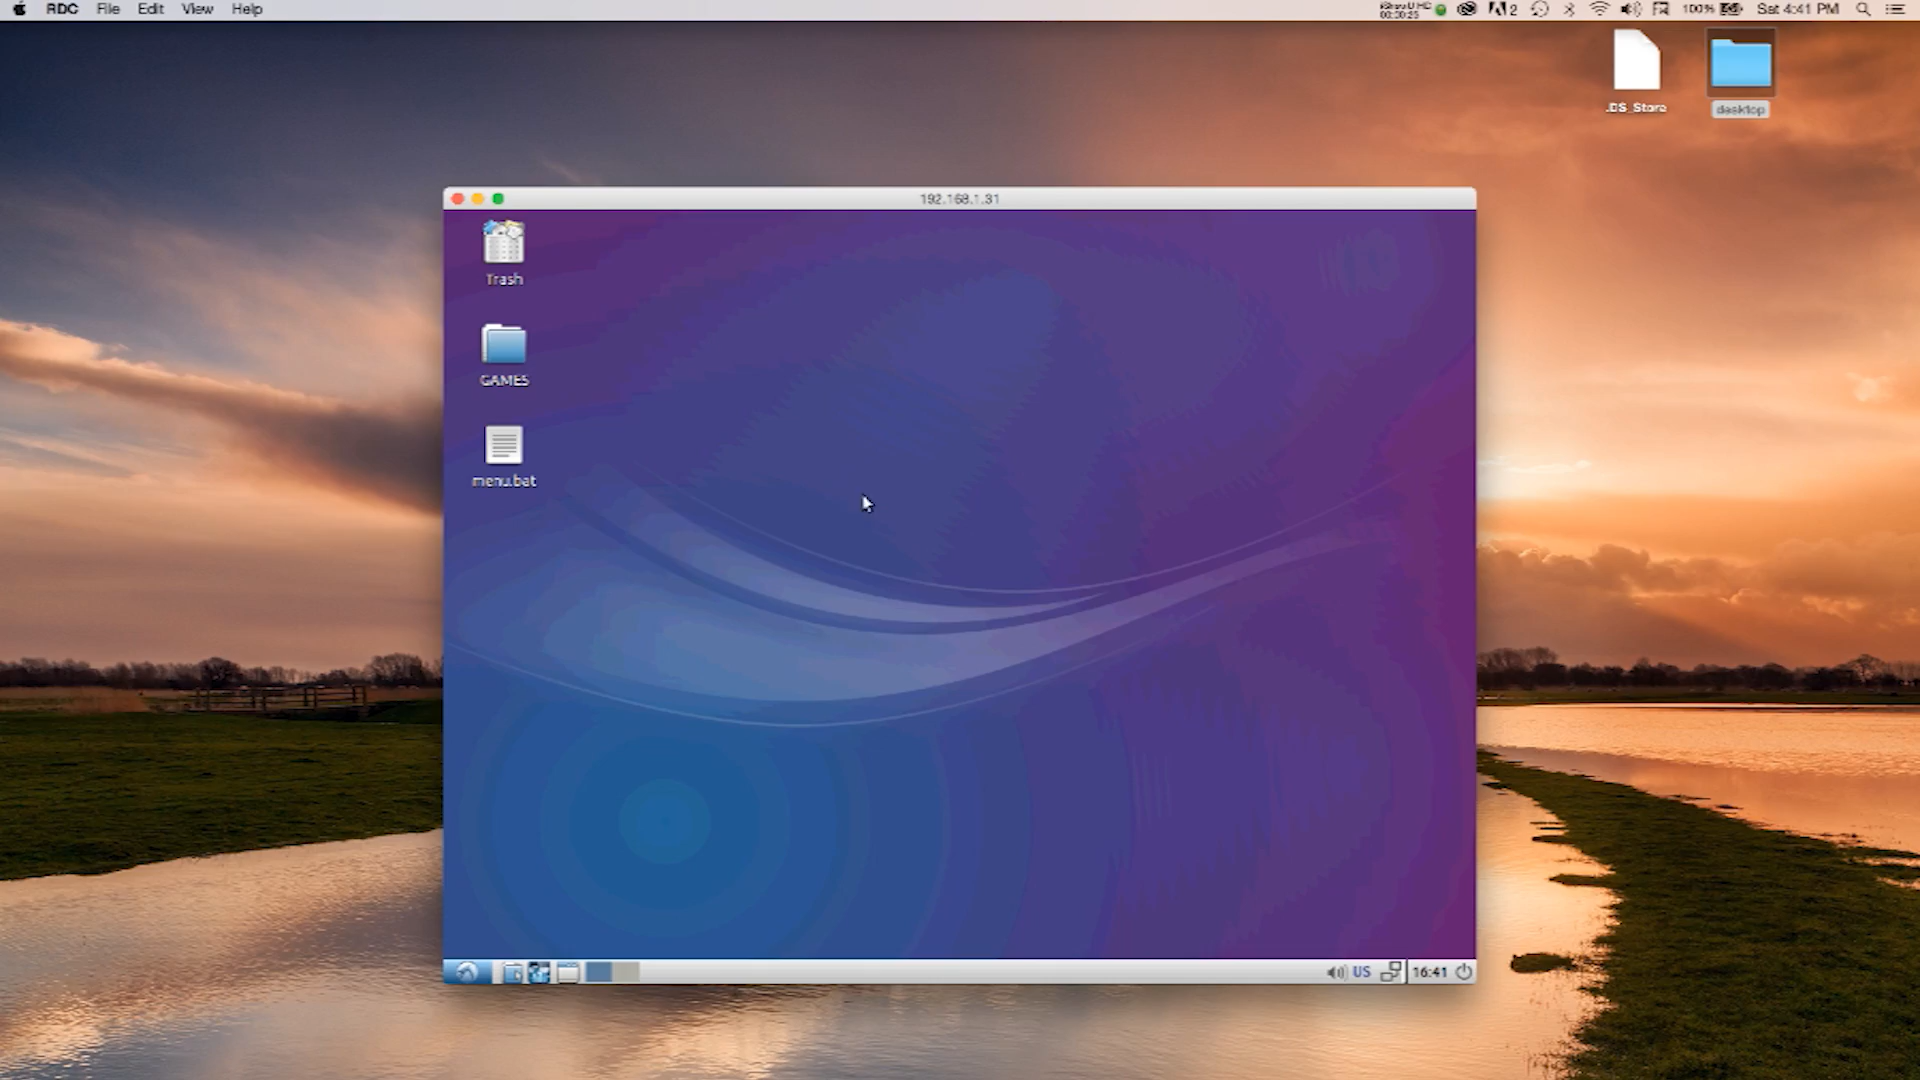 RDC File Edit View Help
2
100%
Sat 4:41 PM
.DS_Store
desktop
192.168.1.31
Trash
GAMES
menu.bat
US
16:41